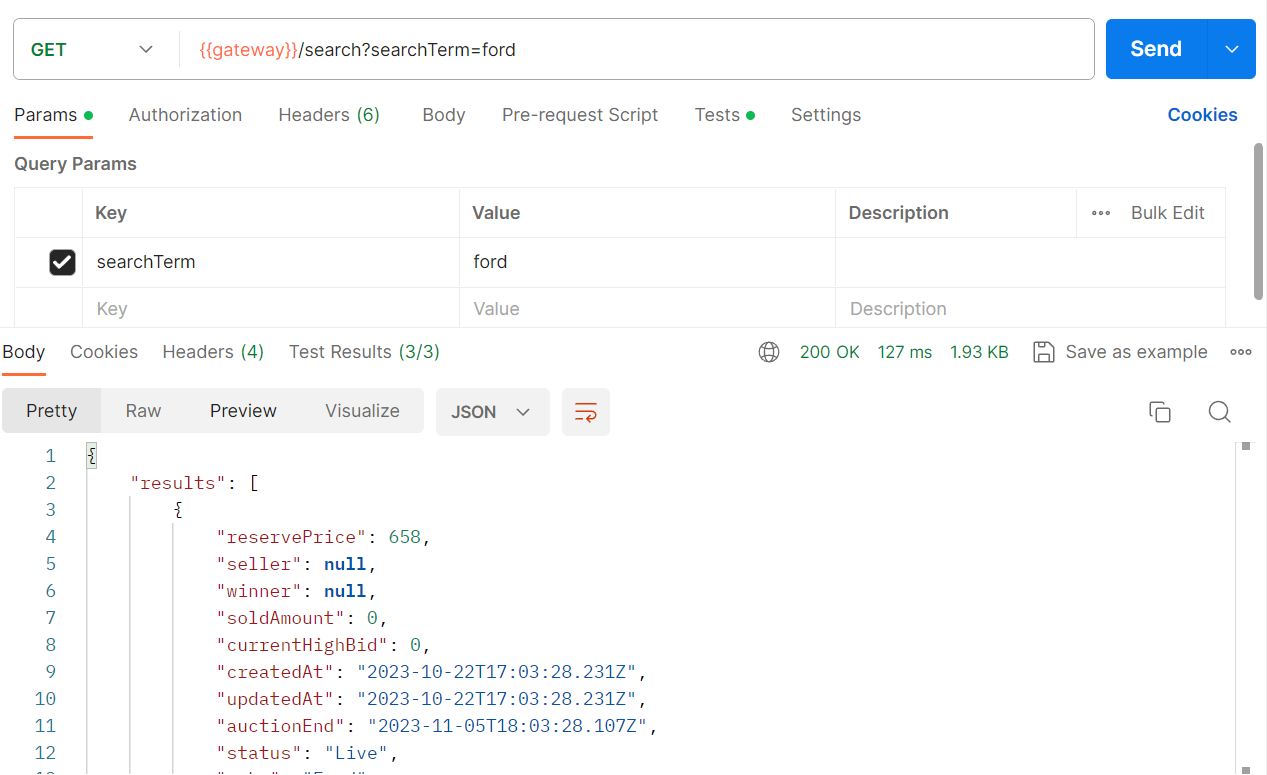 GET {{gateway}}/search?searchTerm=ford Send
Params Authorization Headers (6) Body Pre-request Script Tests Settings Cookies
Query Params
Key Value Description Bulk Edit
searchTerm ford
Key Value Description
Body Cookies Headers (4) Test Results (3/3) 200 OK 127 ms 1.93 KB Save as example
Pretty Raw Preview Visualize JSON
1 {
2 "results": [
3 {
4 "reservePrice": 658,
5 "seller": null,
6 "winner": null,
7 "soldAmount": 0,
8 "currentHighBid": 0,
9 "createdAt": "2023-10-22T17:03:28.231Z",
10 "updatedAt": "2023-10-22T17:03:28.231Z",
11 "auctionEnd": "2023-11-05T18:03:28.107Z",
12 "status": "Live",